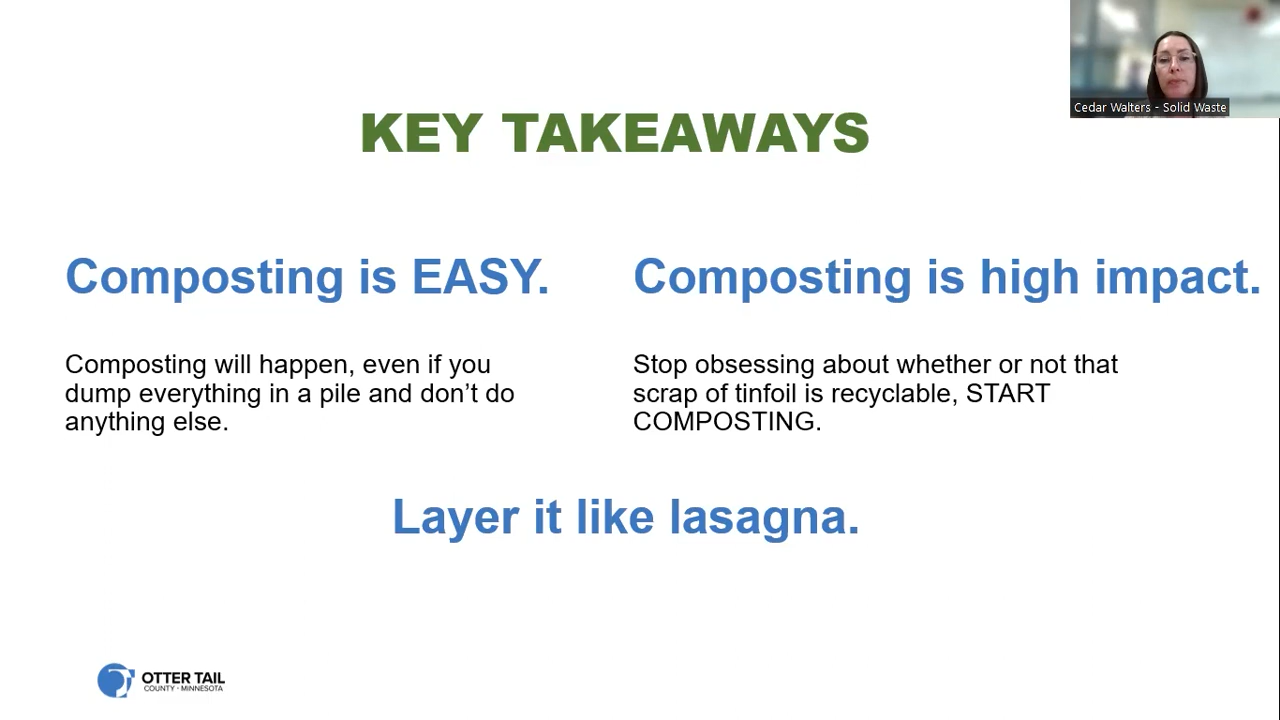 Cedar Walters - Solid Waste
KEY TAKEAWAYS
Composting is EASY.
Composting will happen, even if you
dump everything in a pile and don’t do
anything else.
Composting is high impact.
Stop obsessing about whether or not that
scrap of tinfoil is recyclable, START
COMPOSTING.
Layer it like lasagna.
OTTER TAIL
COUNTY · MINNESOTA